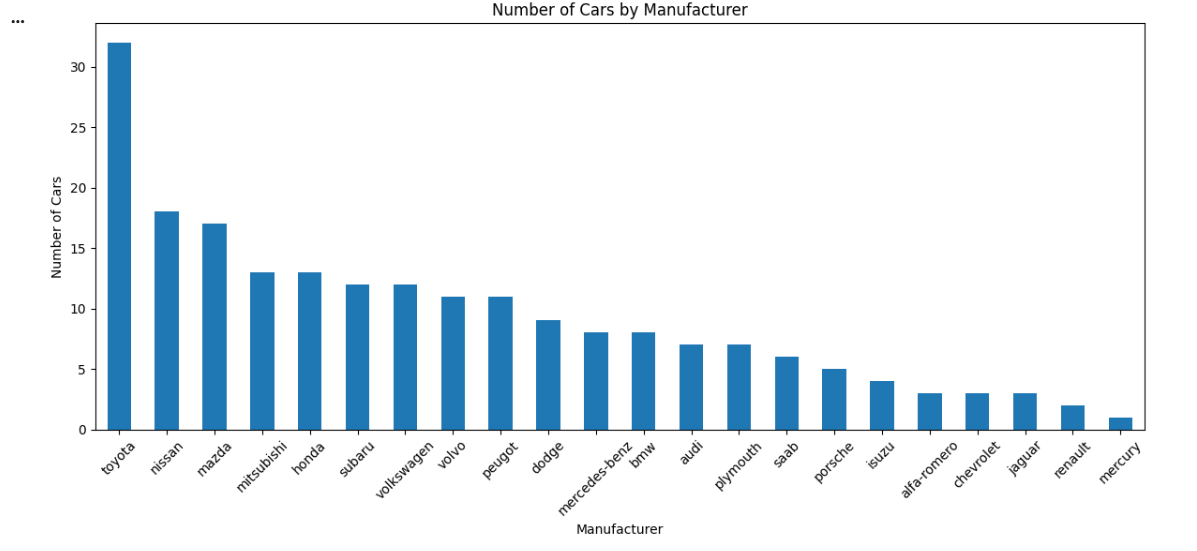 ...
Number of Cars by Manufacturer
Number of Cars
30
25
20
15
10
5
0
toyota
nissan
mazda
mitsubishi
honda
subaru
volkswagen
volvo
peugot
dodge
mercedes-benz
bmw
audi
plymouth
saab
porsche
isuzu
alfa-romero
chevrolet
jaguar
renault
mercury
Manufacturer